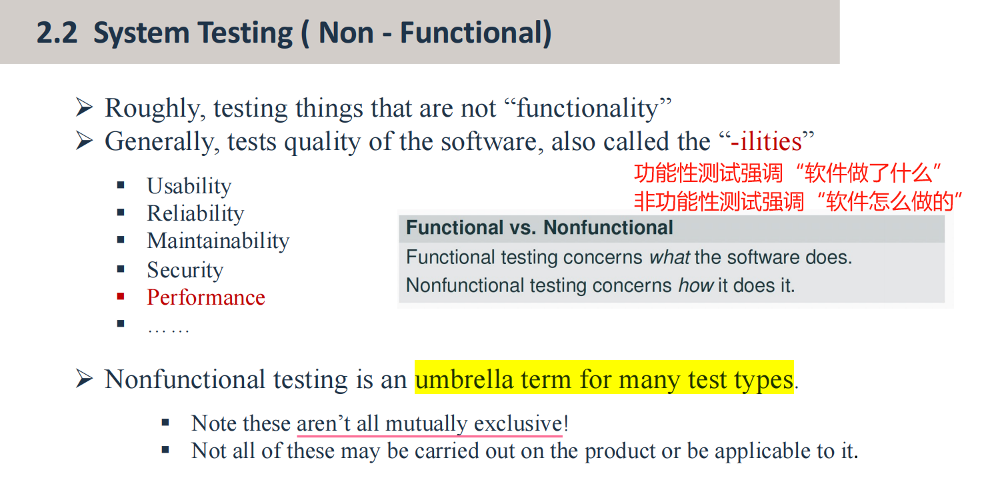 2.2 System Testing ( Non - Functional)
Roughly, testing things that are not “functionality”
Generally, tests quality of the software, also called the “-ilities”
功能性测试强调“软件做了什么”
非功能性测试强调“软件怎么做的”
Usability
Reliability
Maintainability
Security
Performance
……
Functional vs. Nonfunctional
Functional testing concerns what the software does.
Nonfunctional testing concerns how it does it.
Nonfunctional testing is an umbrella term for many test types.
Note these aren’t all mutually exclusive!
Not all of these may be carried out on the product or be applicable to it.